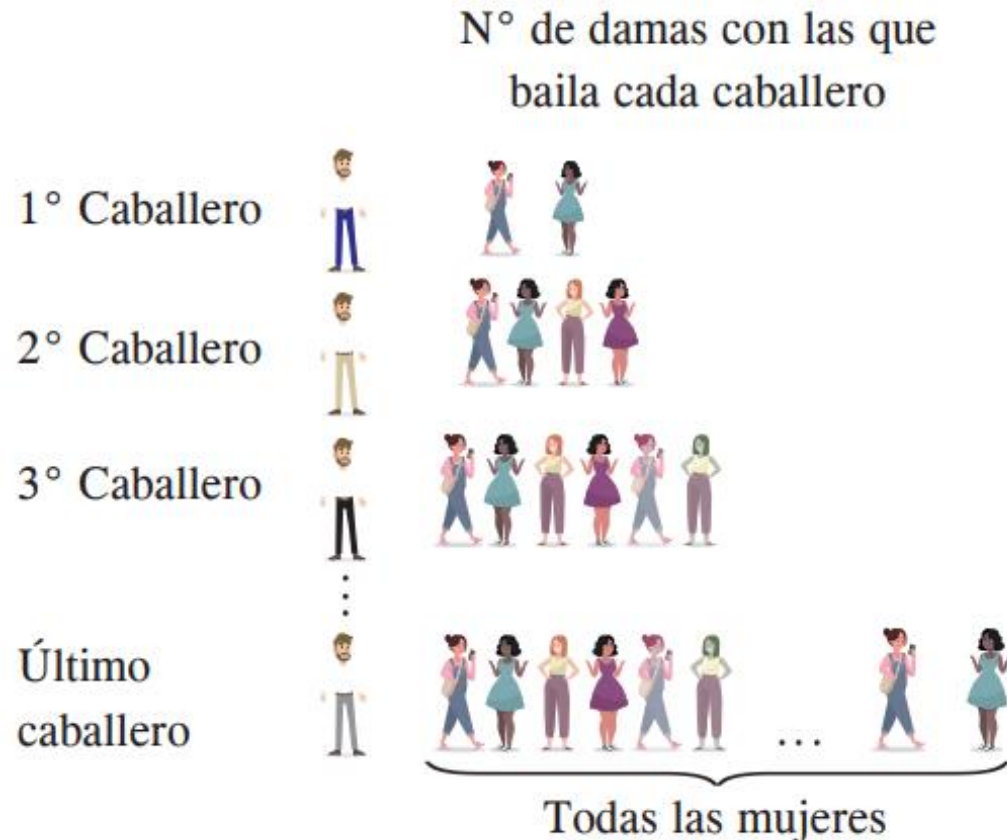 N° de damas con las que
baila cada caballero
1° Caballero
2° Caballero
3° Caballero
Último
caballero
...
Todas las mujeres